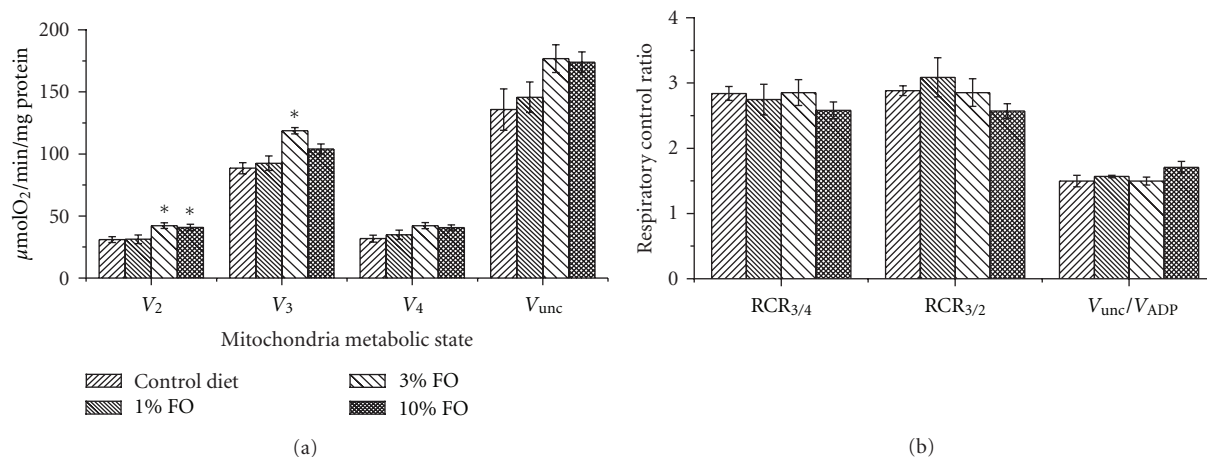 200
150
100
50
0
μmolO₂/min/mg protein
*
*
*
V₂
V₃
V₄
Vunc
Mitochondria metabolic state
Control diet
1% FO
3% FO
10% FO
(a)
4
3
2
1
0
Respiratory control ratio
RCR₃/₄
RCR₃/₂
Vunc/VADP
(b)